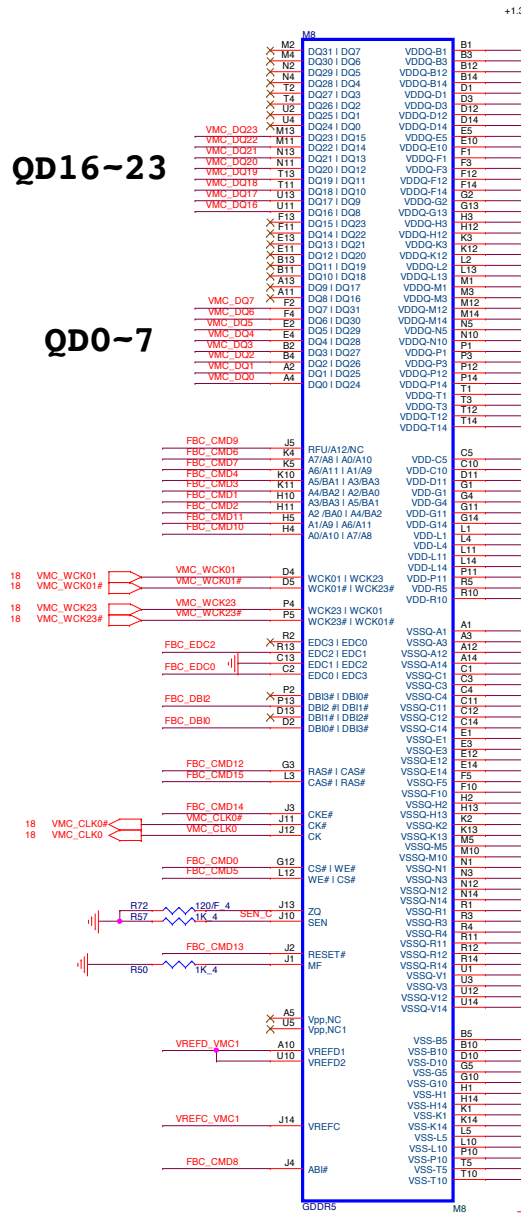 +1.3
M8
M2 DQ31 | DQ7 VDDQ-B1 B1
M4 DQ30 | DQ6 VDDQ-B3 B3
N2 DQ29 | DQ5 VDDQ-B12 B12
N4 DQ28 | DQ4 VDDQ-B14 B14
T2 DQ27 | DQ3 VDDQ-D1 D1
T4 DQ26 | DQ2 VDDQ-D3 D3
U2 DQ25 | DQ1 VDDQ-D12 D12
U4 DQ24 | DQ0 VDDQ-D14 D14
VMC_DQ23 M13 DQ23 | DQ15 VDDQ-E5 E5
VMC_DQ22 M11 DQ22 | DQ14 VDDQ-E10 E10
VMC_DQ21 N13 DQ21 | DQ13 VDDQ-F1 F1
VMC_DQ20 N11 DQ20 | DQ12 VDDQ-F3 F3
QD16~23
VMC_DQ19 T13 DQ19 | DQ11 VDDQ-F12 F12
VMC_DQ18 T11 DQ18 | DQ10 VDDQ-F14 F14
VMC_DQ17 U13 DQ17 | DQ9 VDDQ-G2 G2
VMC_DQ16 U11 DQ16 | DQ8 VDDQ-G13 G13
F13 DQ15 | DQ23 VDDQ-H3 H3
F11 DQ14 | DQ22 VDDQ-H12 H12
E13 DQ13 | DQ21 VDDQ-K3 K3
E11 DQ12 | DQ20 VDDQ-K12 K12
B13 DQ11 | DQ19 VDDQ-L2 L2
B11 DQ10 | DQ18 VDDQ-L13 L13
A13 DQ9 | DQ17 VDDQ-M1 M1
A11 DQ8 | DQ16 VDDQ-M3 M3
VMC_DQ7 F2 DQ7 | DQ31 VDDQ-M12 M12
VMC_DQ6 F4 DQ6 | DQ30 VDDQ-M14 M14
VMC_DQ5 E2 DQ5 | DQ29 VDDQ-N5 N5
VMC_DQ4 E4 DQ4 | DQ28 VDDQ-N10 N10
QD0~7
VMC_DQ3 B2 DQ3 | DQ27 VDDQ-P1 P1
VMC_DQ2 B4 DQ2 | DQ26 VDDQ-P3 P3
VMC_DQ1 A2 DQ1 | DQ25 VDDQ-P12 P12
VMC_DQ0 A4 DQ0 | DQ24 VDDQ-P14 P14
VDDQ-T1 T1
VDDQ-T3 T3
VDDQ-T12 T12
VDDQ-T14 T14
FBC_CMD9 J5 RFU/A12/NC
FBC_CMD6 K4 A7/A8 | A0/A10 VDD-C5 C5
FBC_CMD7 K5 A6/A11 | A1/A9 VDD-C10 C10
FBC_CMD4 K10 A5/BA1 | A3/BA3 VDD-D11 D11
FBC_CMD3 K11 A4/BA2 | A2/BA0 VDD-G1 G1
FBC_CMD1 H10 A3/BA3 | A5/BA1 VDD-G4 G4
FBC_CMD2 H11 A2 /BA0 | A4/BA2 VDD-G11 G11
FBC_CMD11 H5 A1/A9 | A6/A11 VDD-G14 G14
FBC_CMD10 H4 A0/A10 | A7/A8 VDD-L1 L1
VDD-L4 L4
VDD-L11 L11
VDD-L14 L14
18 VMC_WCK01 VMC_WCK01 D4 WCK01 | WCK23 VDD-P11 P11
18 VMC_WCK01# VMC_WCK01# D5 WCK01# | WCK23# VDD-R5 R5
VDD-R10 R10
18 VMC_WCK23 VMC_WCK23 P4 WCK23 | WCK01
18 VMC_WCK23# VMC_WCK23# P5 WCK23# | WCK01#
VSSQ-A1 A1
R2 EDC3 | EDC0 VSSQ-A3 A3
FBC_EDC2 R13 EDC2 | EDC1 VSSQ-A12 A12
C13 EDC1 | EDC2 VSSQ-A14 A14
FBC_EDC0 C2 EDC0 | EDC3 VSSQ-C1 C1
VSSQ-C3 C3
P2 DBI3# | DBI0# VSSQ-C4 C4
FBC_DBI2 P13 DBI2 # | DBI1# VSSQ-C11 C11
D13 DBI1# | DBI2# VSSQ-C12 C12
FBC_DBI0 D2 DBI0# | DBI3# VSSQ-C14 C14
VSSQ-E1 E1
VSSQ-E3 E3
VSSQ-E12 E12
FBC_CMD12 G3 RAS# | CAS# VSSQ-E14 E14
FBC_CMD15 L3 CAS# | RAS# VSSQ-F5 F5
VSSQ-F10 F10
VSSQ-H2 H2
FBC_CMD14 J3 CKE# VSSQ-H13 H13
18 VMC_CLK0# VMC_CLK0# J11 CK# VSSQ-K2 K2
18 VMC_CLK0 VMC_CLK0 J12 CK VSSQ-K13 K13
VSSQ-M5 M5
VSSQ-M10 M10
FBC_CMD0 G12 CS# | WE# VSSQ-N1 N1
FBC_CMD5 L12 WE# | CS# VSSQ-N3 N3
VSSQ-N12 N12
VSSQ-N14 N14
R72 120/F_4 J13 ZQ VSSQ-R1 R1
R57 1K_4 SEN_C J10 SEN VSSQ-R3 R3
VSSQ-R4 R4
VSSQ-R11 R11
FBC_CMD13 J2 RESET# VSSQ-R12 R12
R50 1K_4 J1 MF VSSQ-R14 R14
VSSQ-V1 U1
VSSQ-V3 U3
VSSQ-V12 U12
VSSQ-V14 U14
A5 Vpp,NC
U5 Vpp,NC1
VSS-B5 B5
VREFD_VMC1 A10 VREFD1 VSS-B10 B10
U10 VREFD2 VSS-D10 D10
VSS-G5 G5
VSS-G10 G10
VSS-H1 H1
VSS-H14 H14
VSS-K1 K1
VREFC_VMC1 J14 VREFC VSS-K14 K14
VSS-L5 L5
VSS-L10 L10
VSS-P10 P10
FBC_CMD8 J4 ABI# VSS-T5 T5
VSS-T10 T10
GDDR5 M8